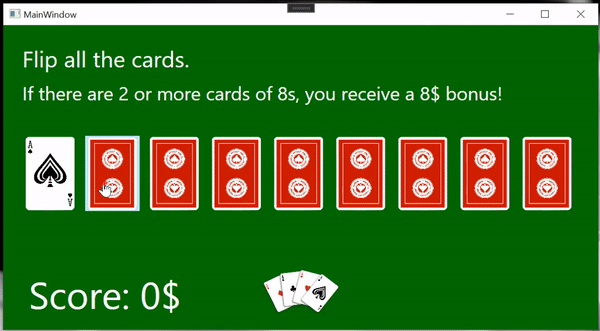 MainWindow
Flip all the cards.
If there are 2 or more cards of 8s, you receive a 8$ bonus!
A
A
Score: 0$